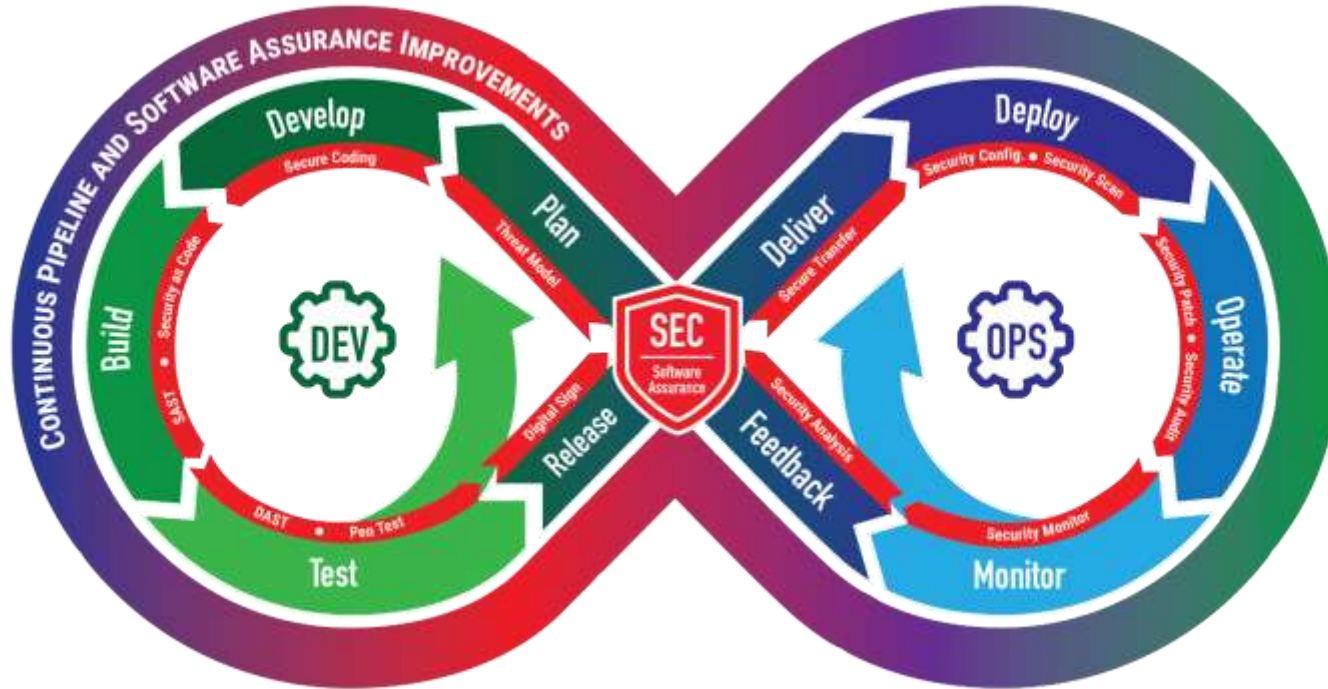 CONTINUOUS PIPELINE AND SOFTWARE ASSURANCE IMPROVEMENTS
Plan
Threat Model
Develop
Secure Coding
Build
Security as Code • SAST
Test
DAST • Pen Test
Release
Digital Sign
DEV
SEC
Software
Assurance
Deliver
Secure Transfer
Deploy
Security Config. • Security Scan
Operate
Security Patch • Security Audit
Monitor
Security Monitor
Feedback
Security Analysis
OPS